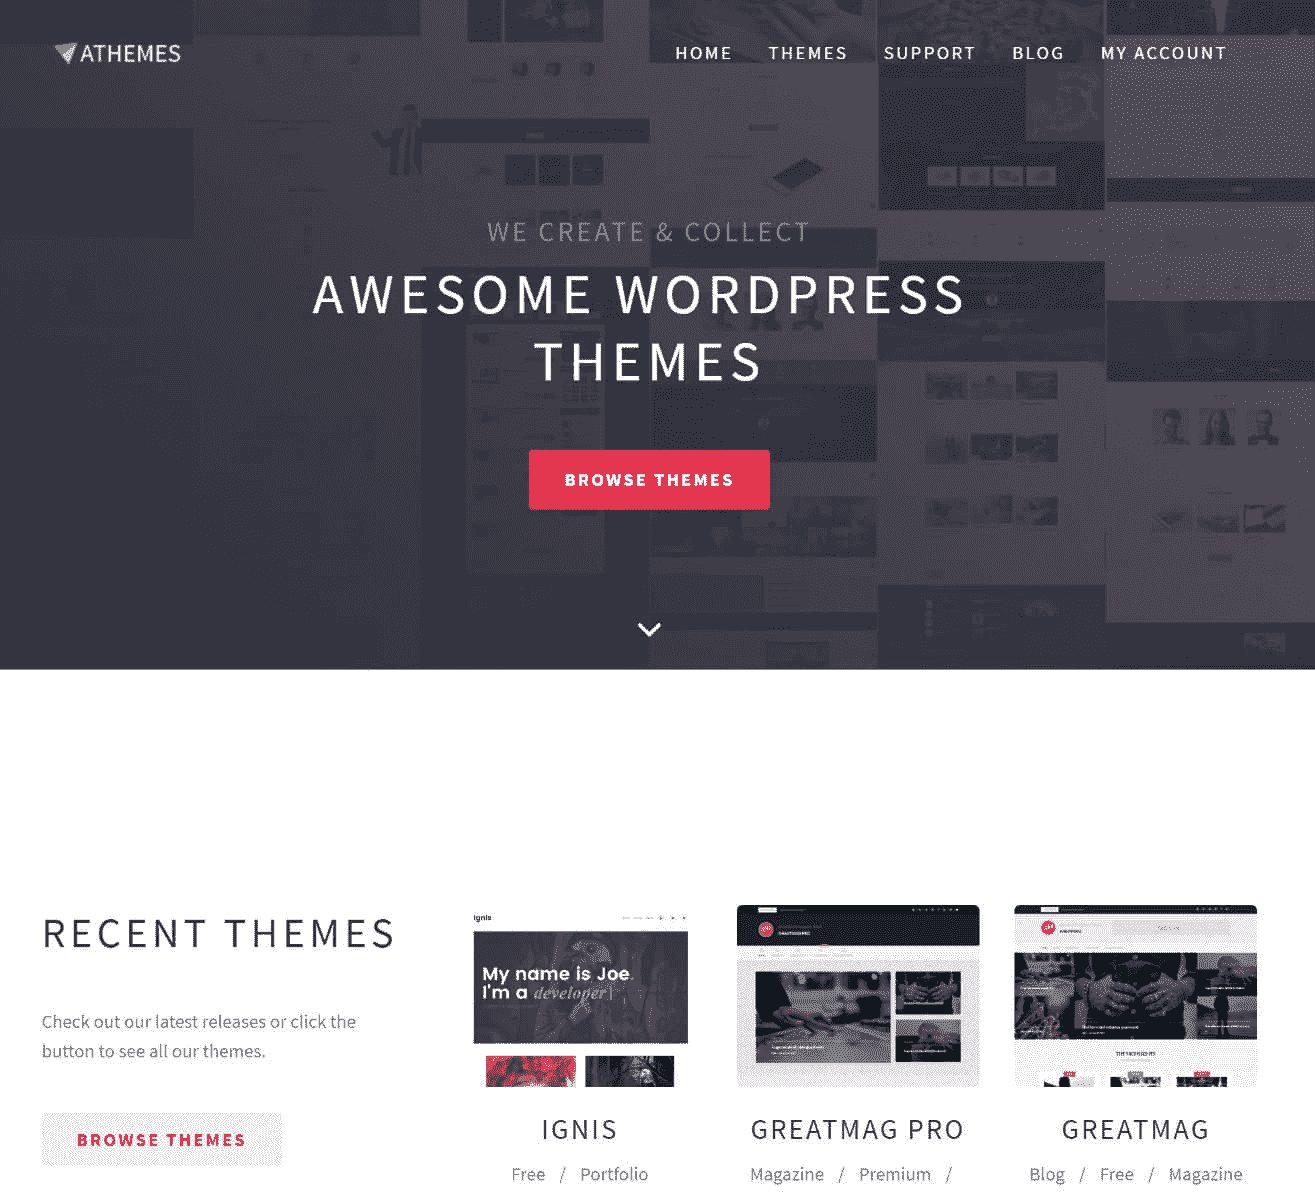 ATHEMES
HOME THEMES SUPPORT BLOG MY ACCOUNT
WE CREATE & COLLECT
AWESOME WORDPRESS
THEMES
BROWSE THEMES
RECENT THEMES
Check out our latest releases or click the
button to see all our themes.
BROWSE THEMES
ignis
My name is Joe.
I'm a developer|
IGNIS
Free / Portfolio
GREATMAG PRO
Magazine / Premium /
GREATMAG
Blog / Free / Magazine